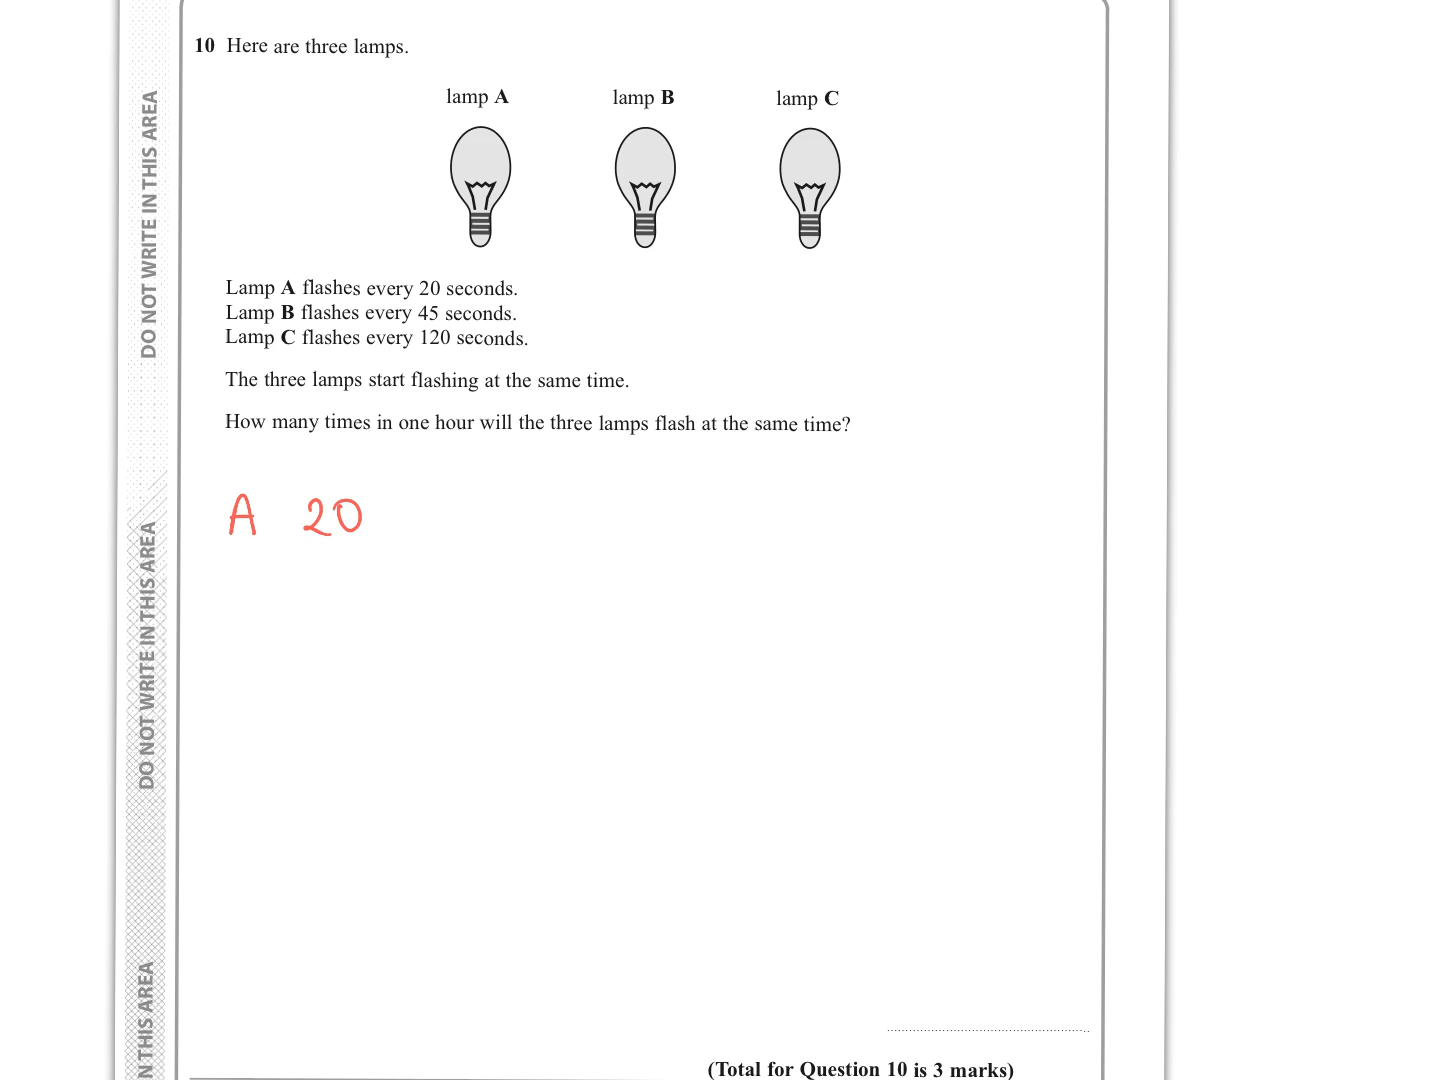 10 Here are three lamps.
lamp A lamp B lamp C
Lamp A flashes every 20 seconds.
Lamp B flashes every 45 seconds.
Lamp C flashes every 120 seconds.
The three lamps start flashing at the same time.
How many times in one hour will the three lamps flash at the same time?
A 20
(Total for Question 10 is 3 marks)
DO NOT WRITE IN THIS AREA
DO NOT WRITE IN THIS AREA
N THIS AREA